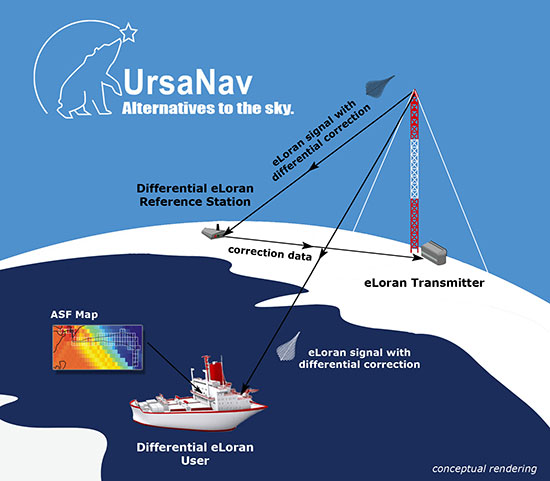 UrsaNav
Alternatives to the sky.
eLoran signal with
differential correction
Differential eLoran
Reference Station
correction data
eLoran Transmitter
ASF Map
eLoran signal with
differential correction
Differential eLoran
User
conceptual rendering